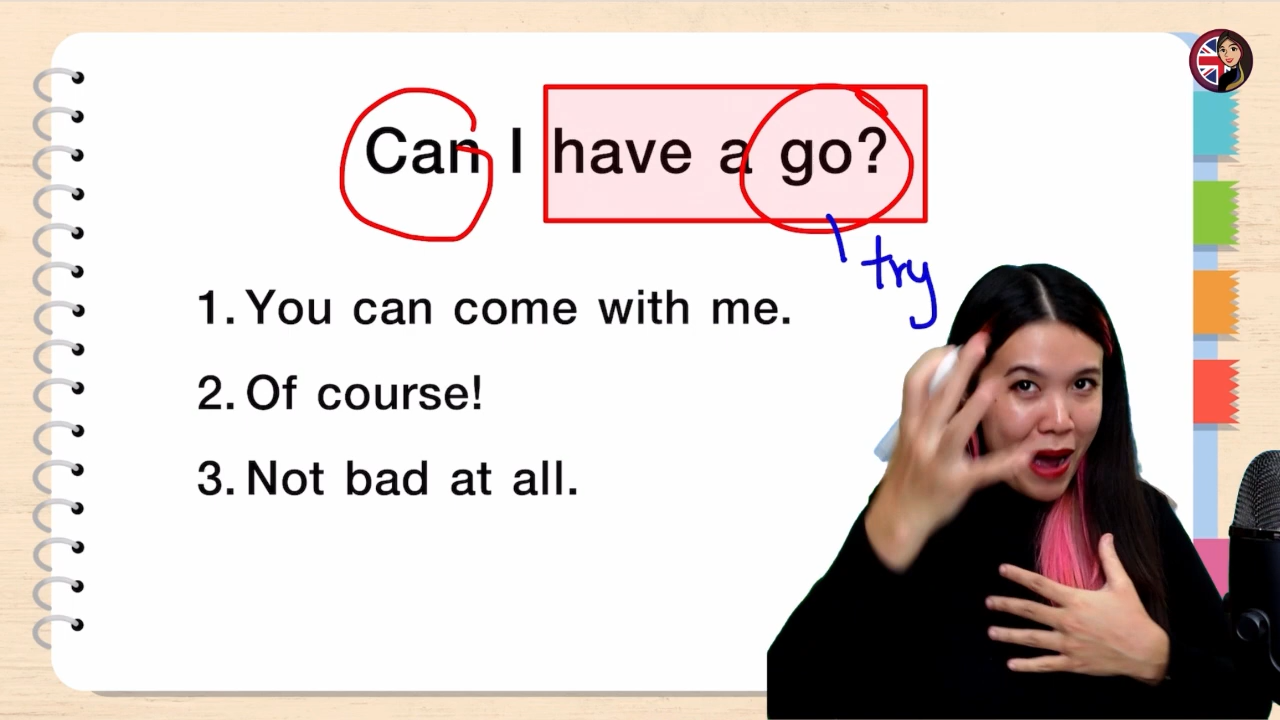 Can I have a go?
try
1. You can come with me.
2. Of course!
3. Not bad at all.